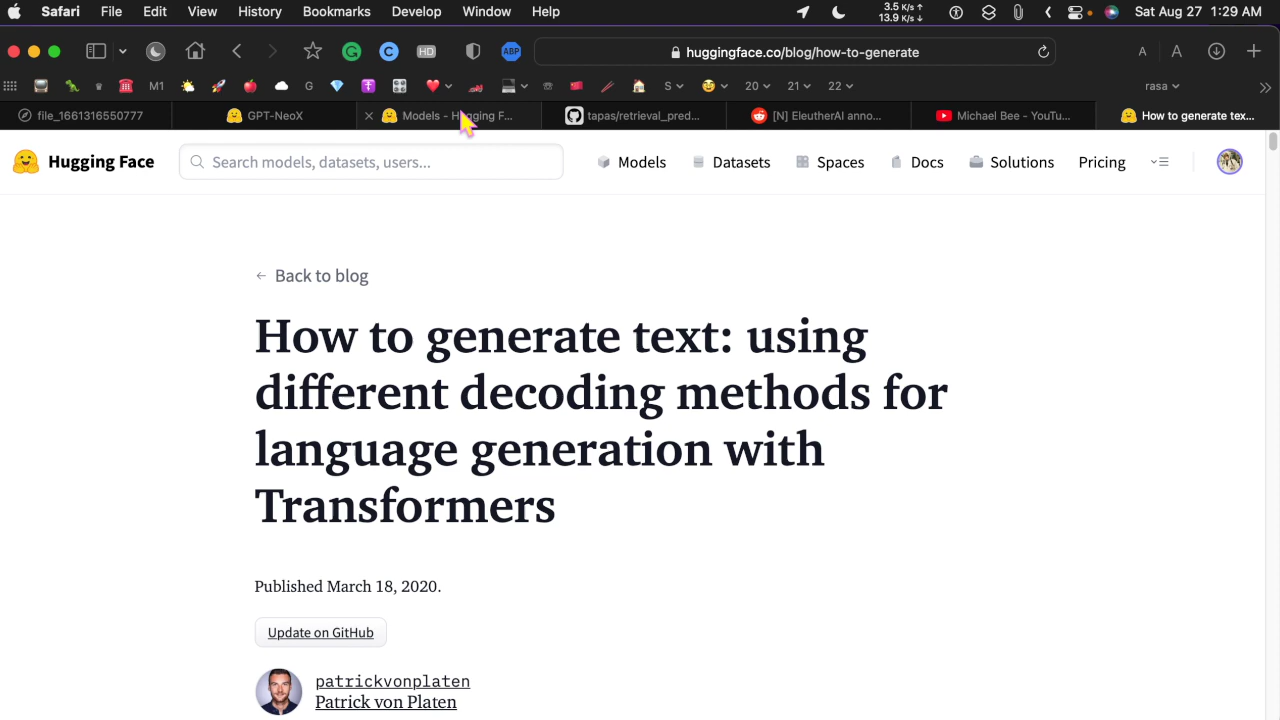 Safari File Edit View History Bookmarks Develop Window Help 3.5 K/s↑ 13.9 K/s↓ Sat Aug 27 1:29 AM
HD ABP huggingface.co/blog/how-to-generate A A
M1 G S 20 21 22 rasa
file_1661316550777 GPT-NeoX Models - Hugging F... tapas/retrieval_pred... [N] EleutherAI anno... Michael Bee - YouTu... How to generate tex...
Hugging Face Search models, datasets, users... Models Datasets Spaces Docs Solutions Pricing
← Back to blog
How to generate text: using
different decoding methods for
language generation with
Transformers
Published March 18, 2020.
Update on GitHub
patrickvonplaten
Patrick von Platen